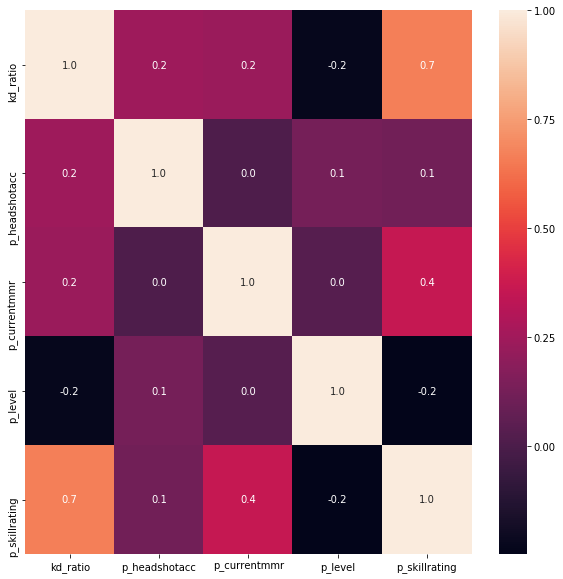 kd_ratio 1.0 0.2 0.2 -0.2 0.7
p_headshotacc 0.2 1.0 0.0 0.1 0.1
p_currentmmr 0.2 0.0 1.0 0.0 0.4
p_level -0.2 0.1 0.0 1.0 -0.2
p_skillrating 0.7 0.1 0.4 -0.2 1.0
kd_ratio p_headshotacc p_currentmmr p_level p_skillrating
1.00
0.75
0.50
0.25
0.00